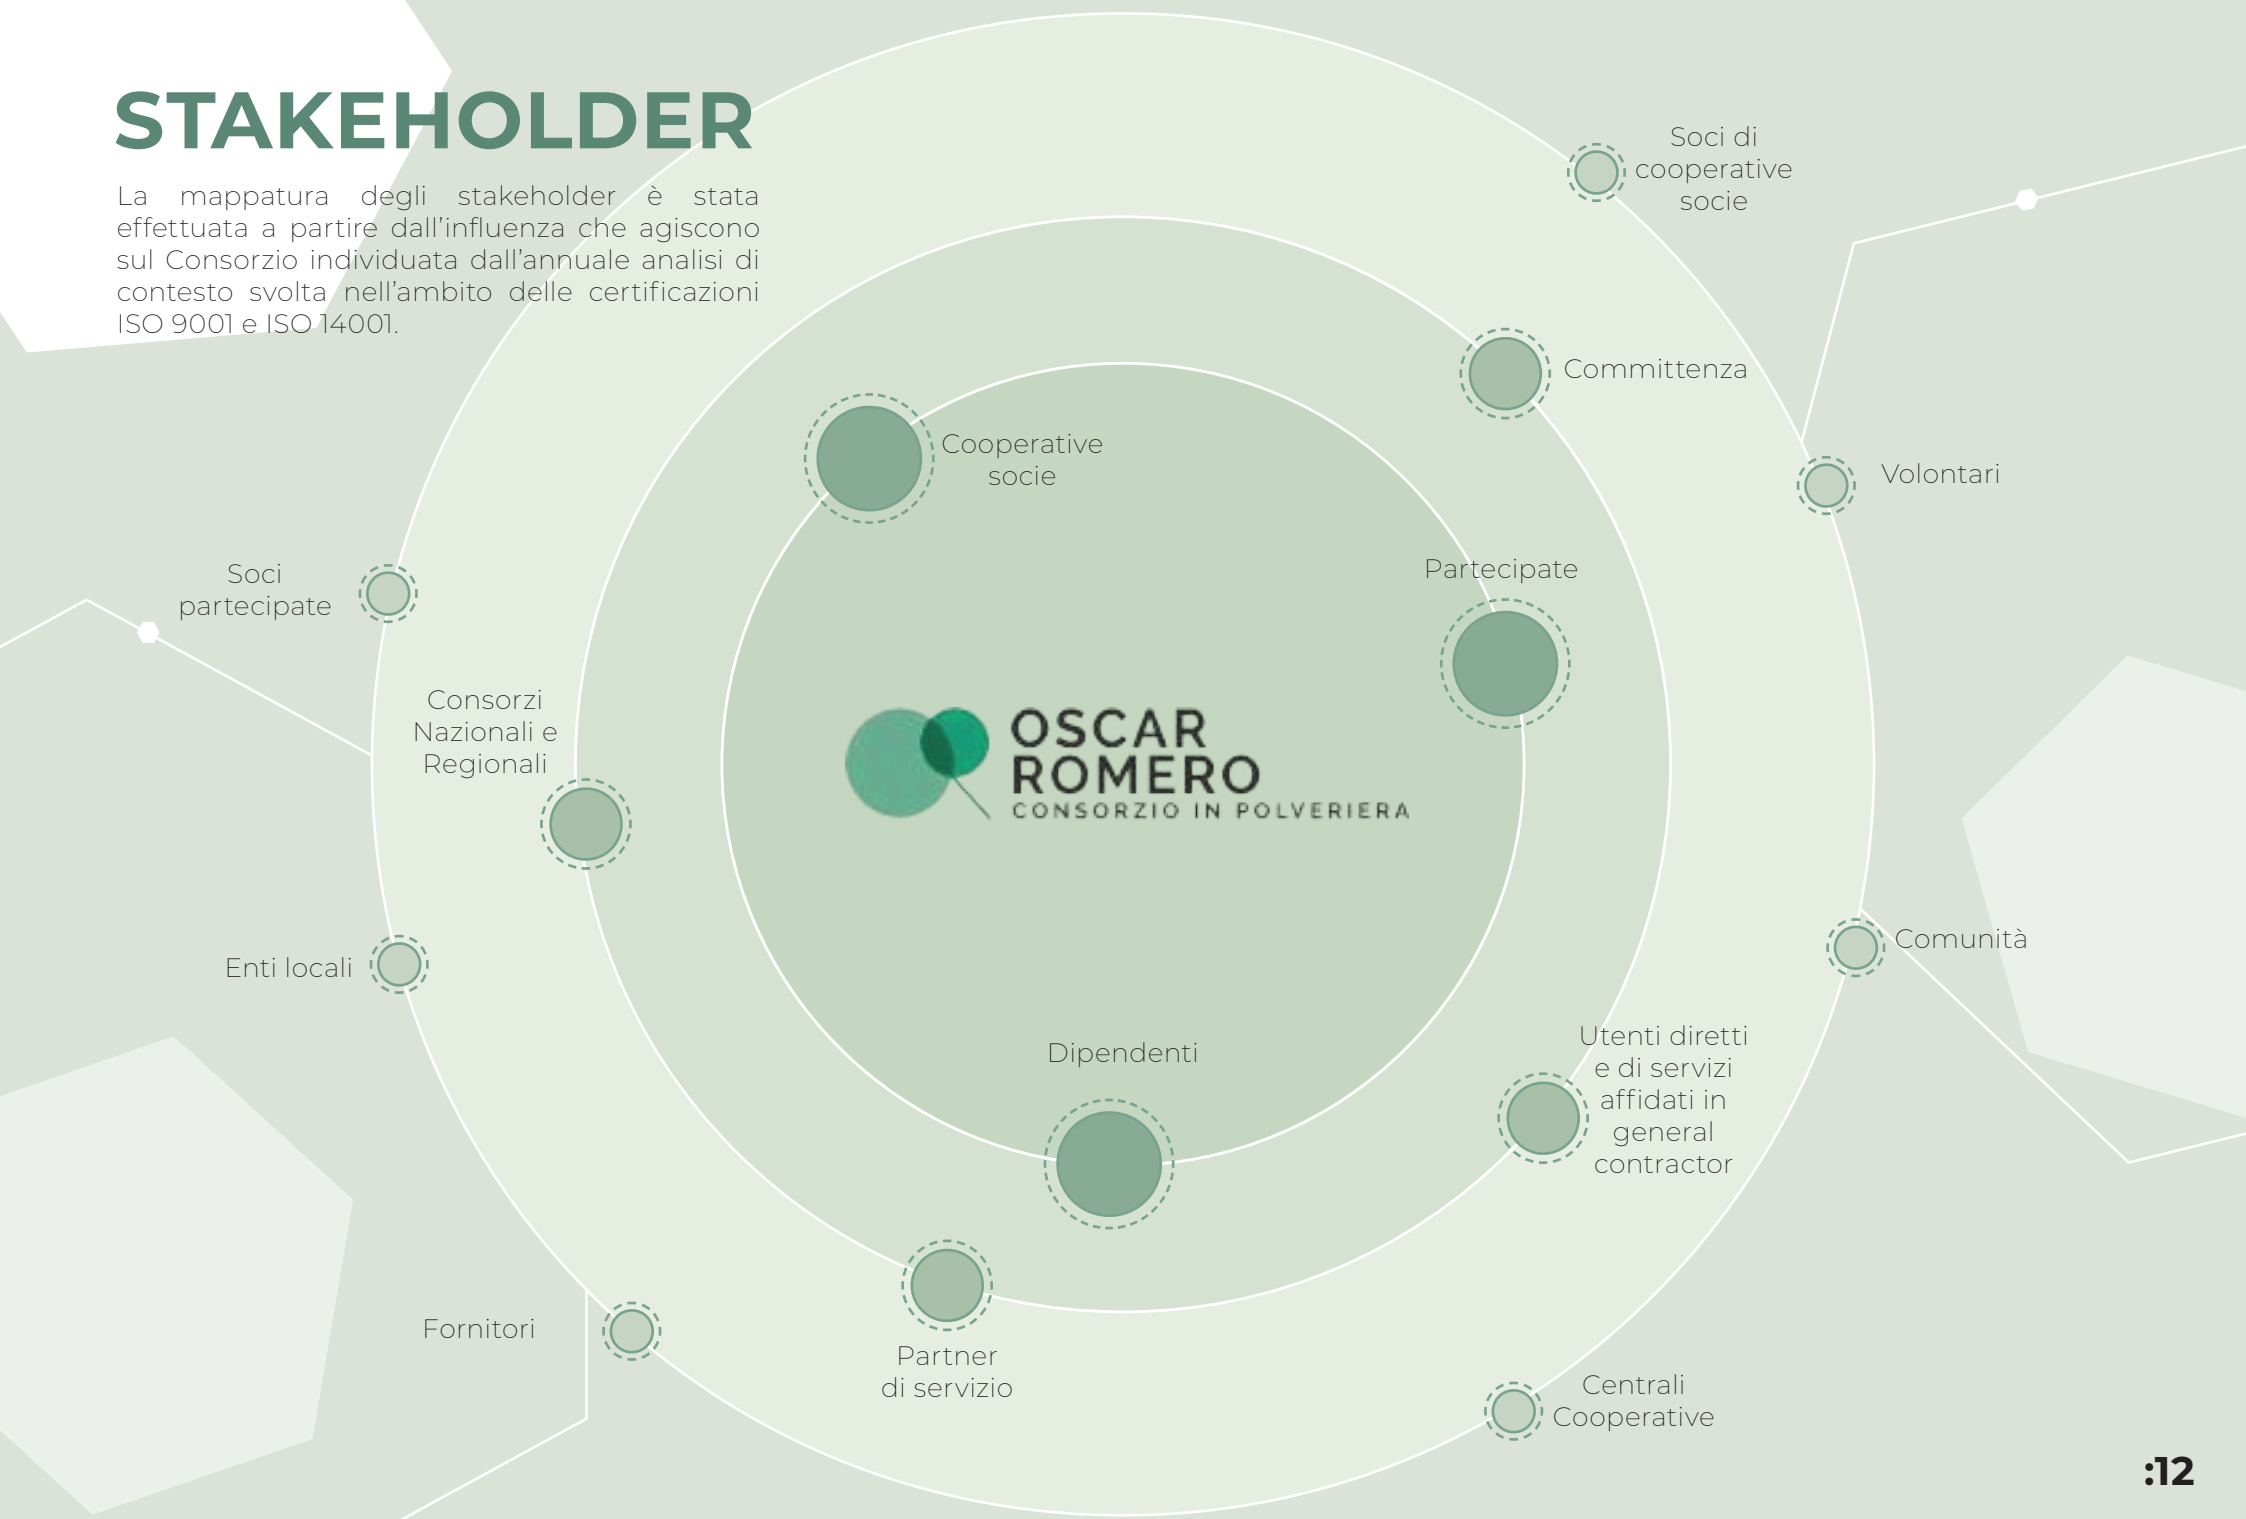 STAKEHOLDER
La mappatura degli stakeholder è stata
effettuata a partire dall’influenza che agiscono
sul Consorzio individuata dall’annuale analisi di
contesto svolta nell’ambito delle certificazioni
ISO 9001 e ISO 14001.
Soci di
cooperative
socie
Committenza
Cooperative
socie
Volontari
Partecipate
Soci
partecipate
Consorzi
Nazionali e
Regionali
OSCAR
ROMERO
CONSORZIO IN POLVERIERA
Enti locali
Comunità
Dipendenti
Utenti diretti
e di servizi
affidati in
general
contractor
Fornitori
Partner
di servizio
Centrali
Cooperative
:12